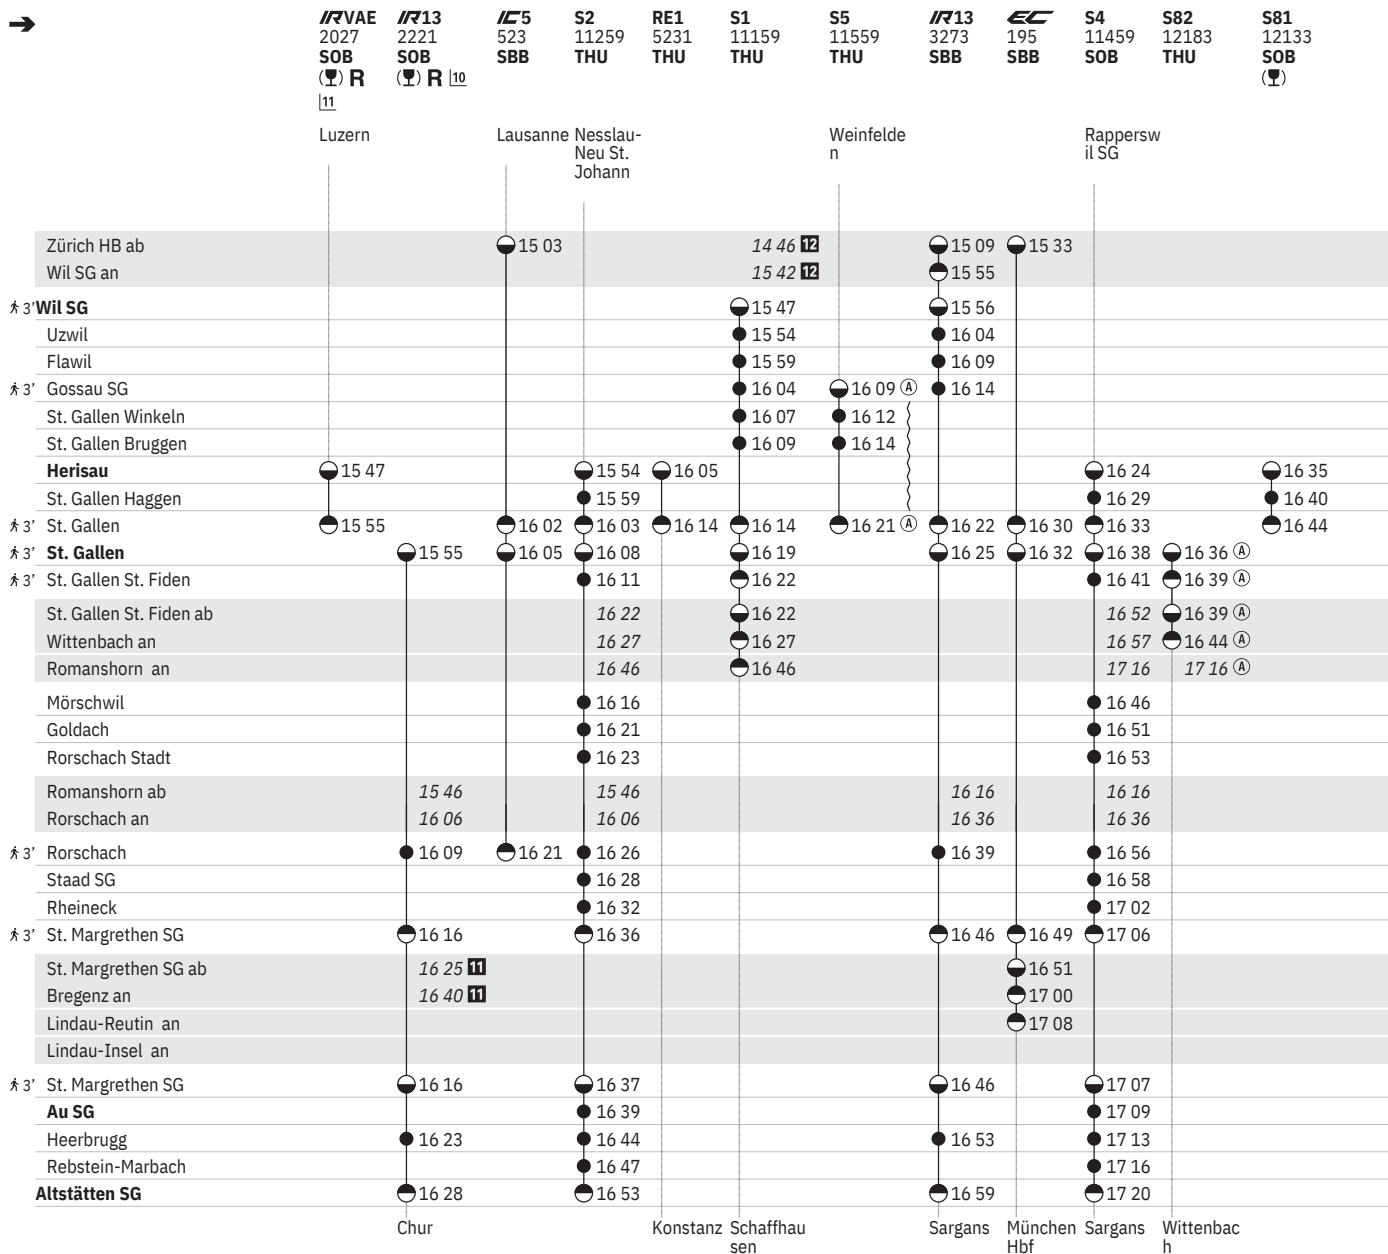 IRVAE IR13 IC5 S2 RE1 S1 S5 IR13 EC S4 S82 S81
2027 2221 523 11259 5231 11159 11559 3273 195 11459 12183 12133
SOB SOB SBB THU THU THU THU SBB SBB SOB THU SOB
R R 10
11
Luzern Lausanne Nesslau- Weinfelde Rappersw
Neu St. n il SG
Johann
Zürich HB ab 15 03 14 46 12 15 09 15 33
Wil SG an 15 42 12 15 55
3' Wil SG 15 47 15 56
Uzwil 15 54 16 04
Flawil 15 59 16 09
3' Gossau SG 16 04 16 09 A 16 14
St. Gallen Winkeln 16 07 16 12
St. Gallen Bruggen 16 09 16 14
Herisau 15 47 15 54 16 05 16 24 16 35
St. Gallen Haggen 15 59 16 29 16 40
3' St. Gallen 15 55 16 02 16 03 16 14 16 14 16 21 A 16 22 16 30 16 33 16 44
3' St. Gallen 15 55 16 05 16 08 16 19 16 25 16 32 16 38 16 36 A
3' St. Gallen St. Fiden 16 11 16 22 16 41 16 39 A
St. Gallen St. Fiden ab 16 22 16 22 16 52 16 39 A
Wittenbach an 16 27 16 27 16 57 16 44 A
Romanshorn an 16 46 16 46 17 16 17 16 A
Mörschwil 16 16 16 46
Goldach 16 21 16 51
Rorschach Stadt 16 23 16 53
Romanshorn ab 15 46 15 46 16 16 16 16
Rorschach an 16 06 16 06 16 36 16 36
3' Rorschach 16 09 16 21 16 26 16 39 16 56
Staad SG 16 28 16 58
Rheineck 16 32 17 02
3' St. Margrethen SG 16 16 16 36 16 46 16 49 17 06
St. Margrethen SG ab 16 25 11 16 51
Bregenz an 16 40 11 17 00
Lindau-Reutin an 17 08
Lindau-Insel an
3' St. Margrethen SG 16 16 16 37 16 46 17 07
Au SG 16 39 17 09
Heerbrugg 16 23 16 44 16 53 17 13
Rebstein-Marbach 16 47 17 16
Altstätten SG 16 28 16 53 16 59 17 20
Chur Konstanz Schaffhau Sargans München Sargans Wittenbac
sen Hbf h